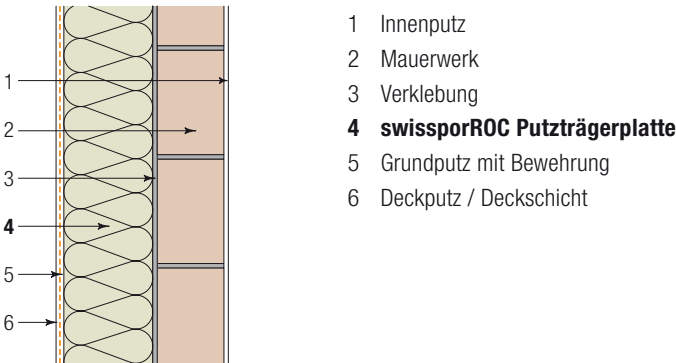 1
2
3
4
5
6
1 Innenputz
2 Mauerwerk
3 Verklebung
4 swissporROC Putzträgerplatte
5 Grundputz mit Bewehrung
6 Deckputz / Deckschicht